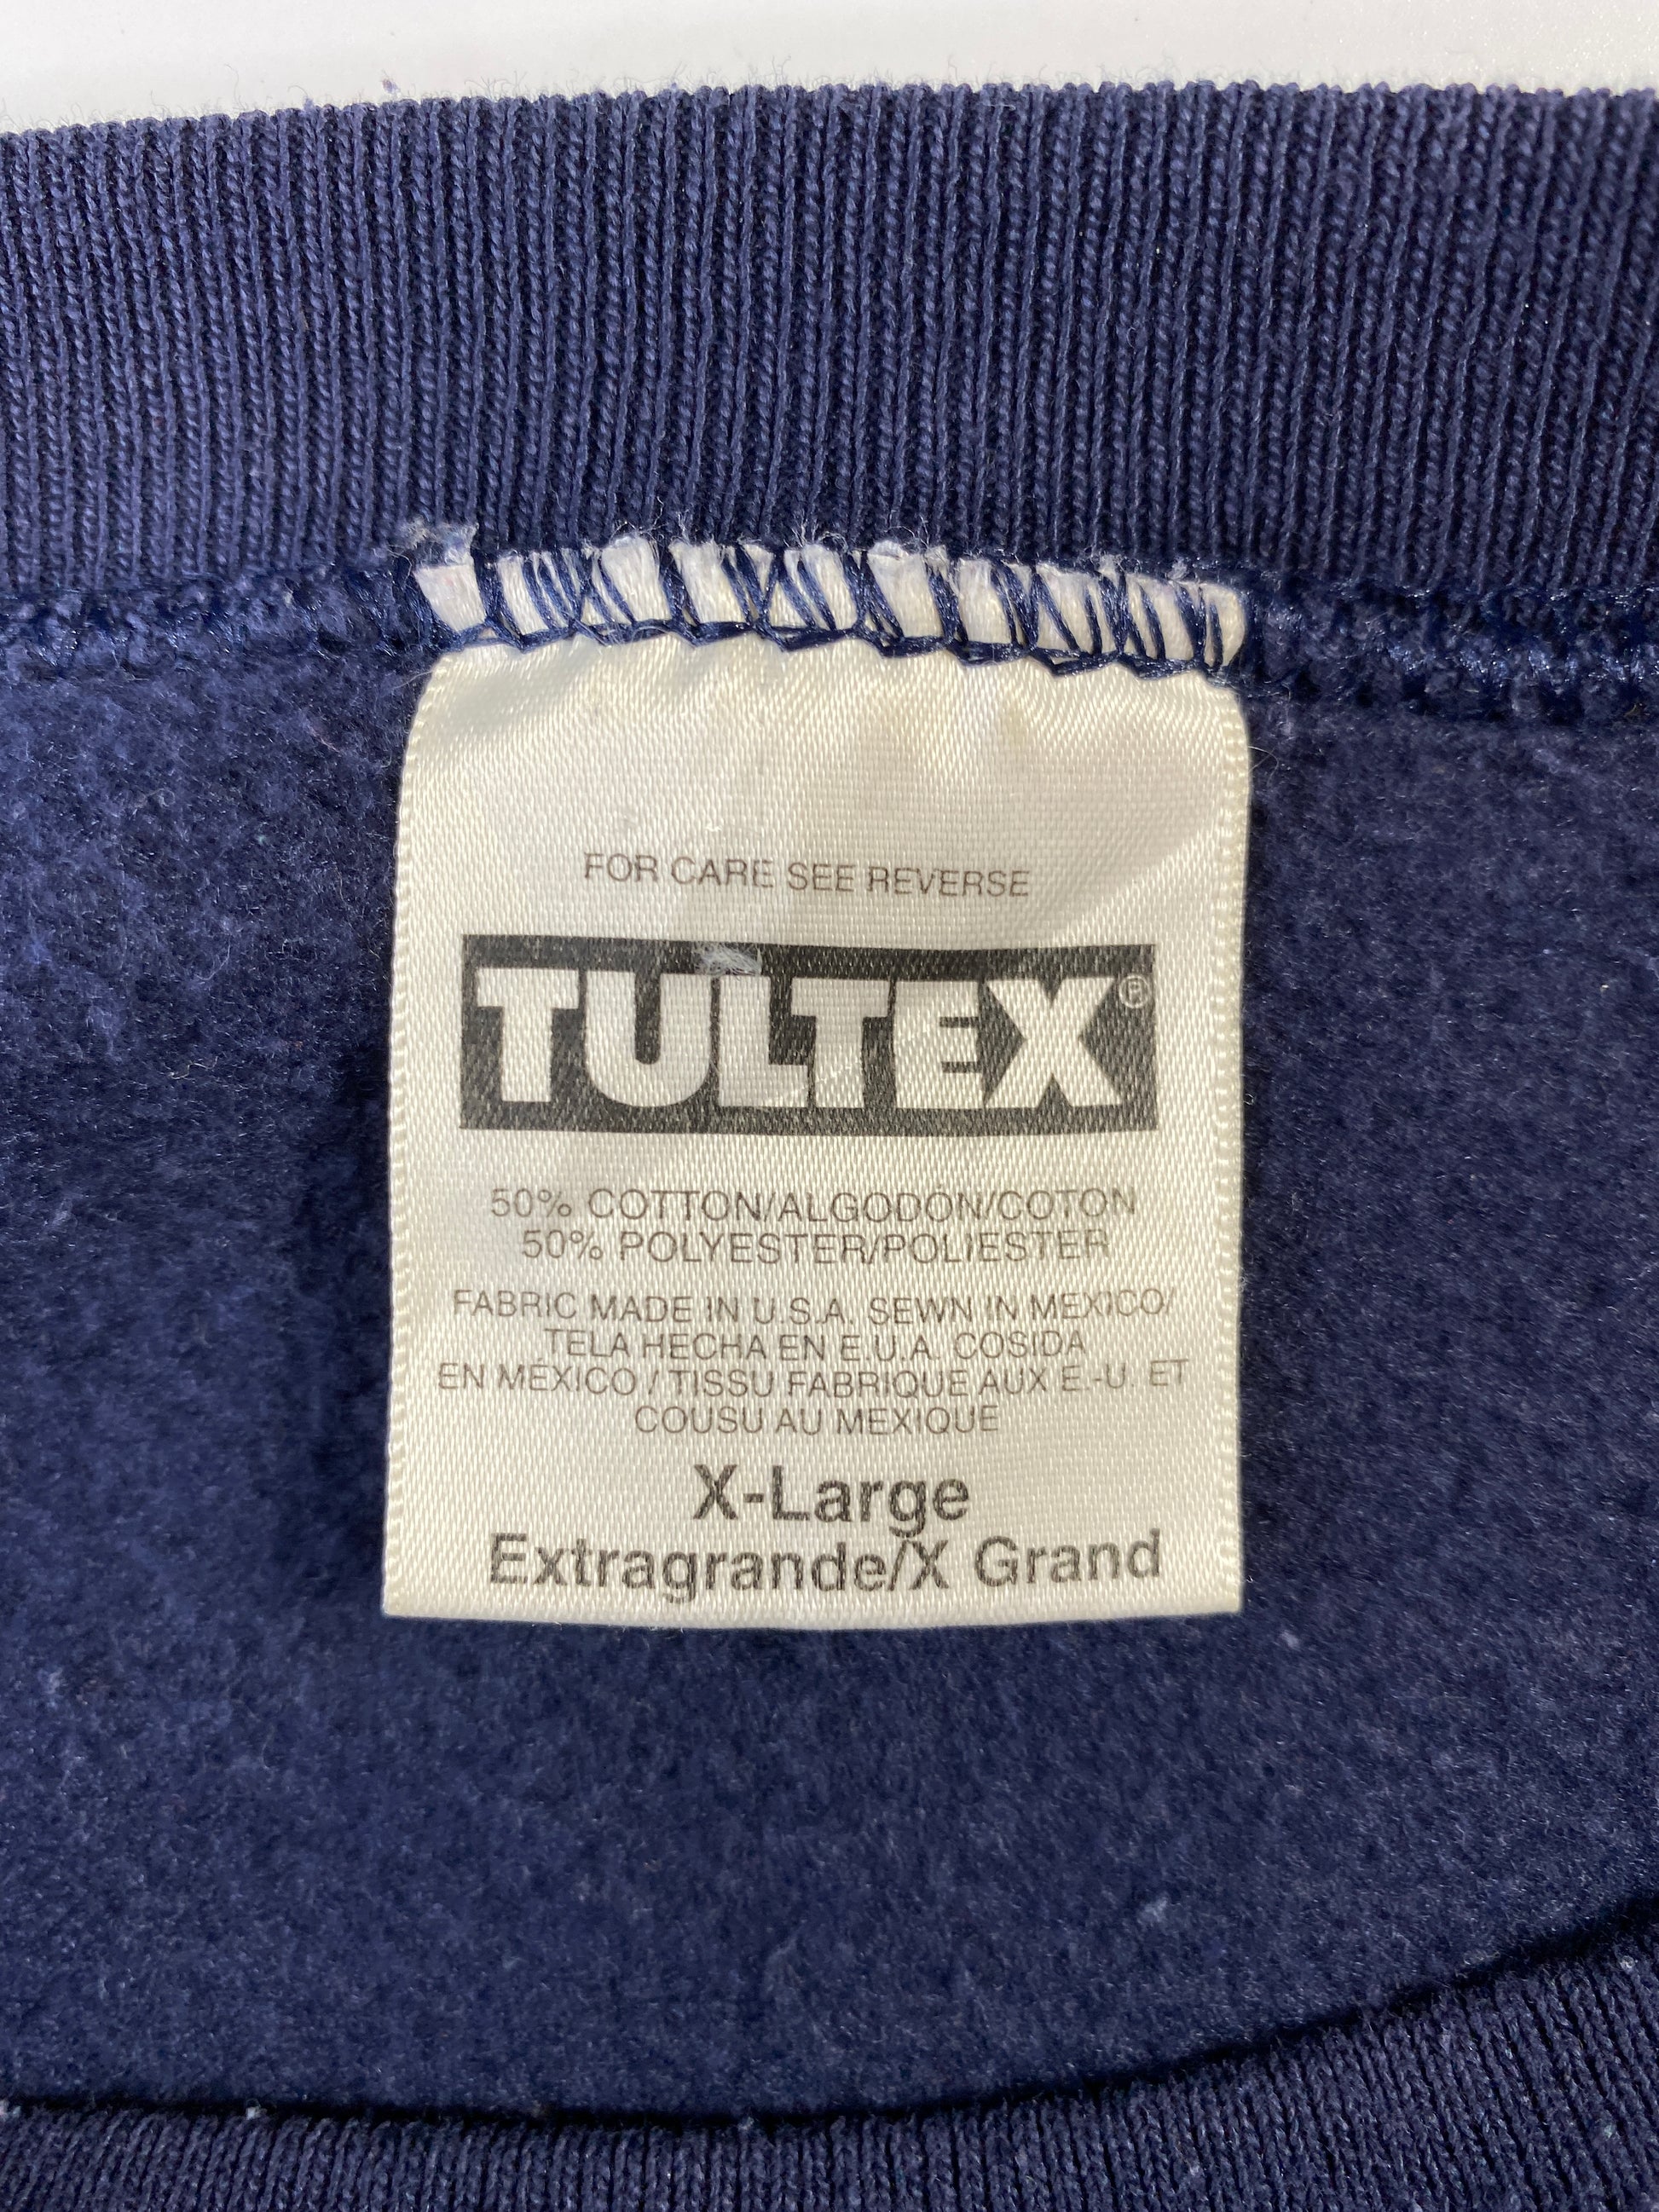 FOR CARE SEE REVERSE
TULTEX®
50% COTTON/ALGODÓN/COTON
50% POLYESTER/POLIESTER
FABRIC MADE IN U.S.A. SEWN IN MEXICO/
TELA HECHA EN E.U.A. COSIDA
EN MEXICO / TISSU FABRIQUE AUX E.-U. ET
COUSU AU MEXIQUE
X-Large
Extragrande/X Grand